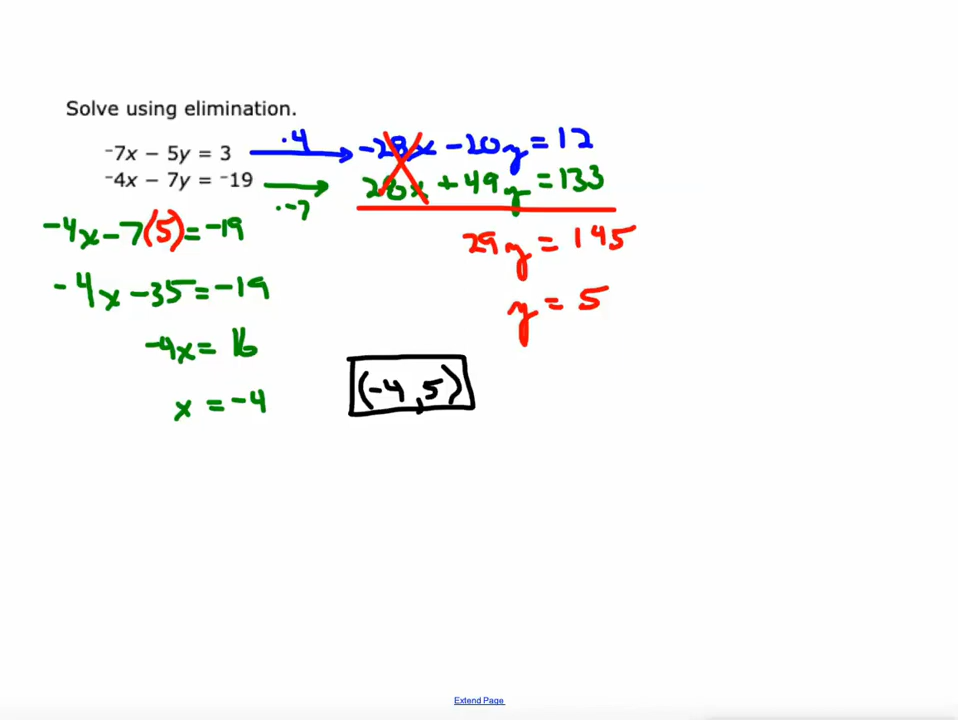 Solve using elimination.
-7x − 5y = 3
·4
-28x -20y = 12
-4x − 7y = -19
·-7
28x + 49y = 133
-4x - 7(5) = -19
29y = 145
-4x - 35 = -19
y = 5
-4x = 16
x = -4
(-4, 5)
Extend Page